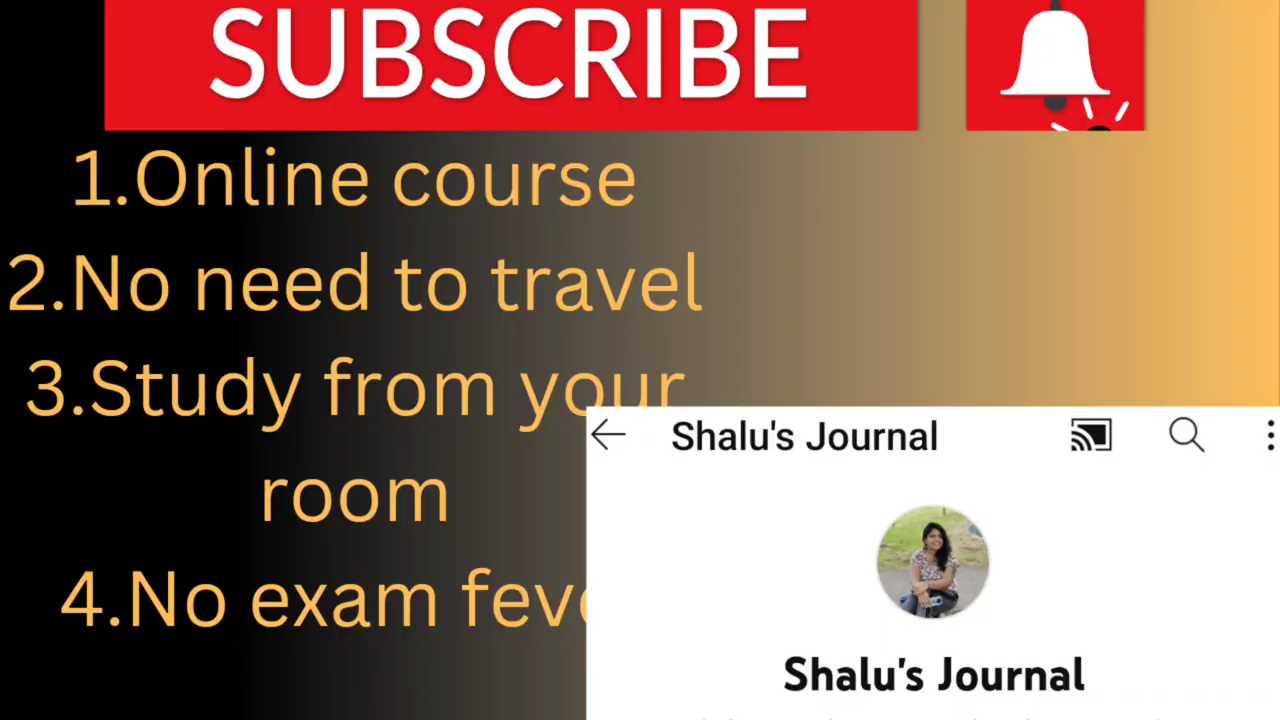 SUBSCRIBE
1.Online course
2.No need to travel
3.Study from your
room
4.No exam
Shalu's Journal
Shalu's Journal